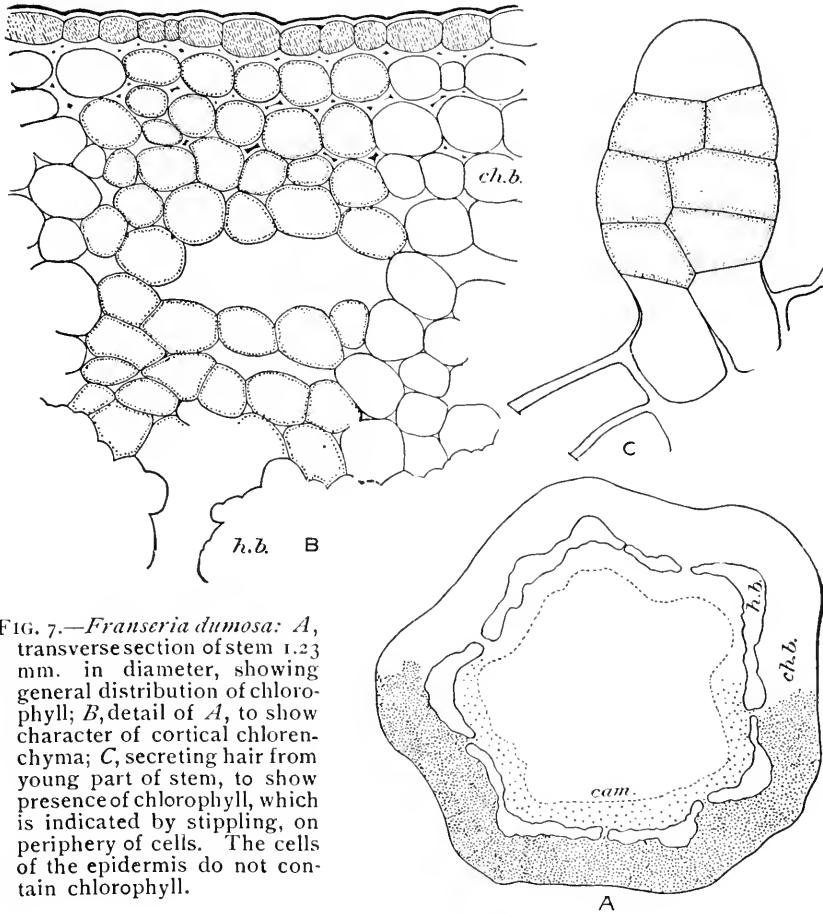 ch.b.
C
h.b. B
h.b.
ch.b.
cam.
A
FIG. 7.—Franseria dumosa: A,
transverse section of stem 1.23
mm. in diameter, showing
general distribution of chloro-
phyll; B, detail of A, to show
character of cortical chloren-
chyma; C, secreting hair from
young part of stem, to show
presence of chlorophyll, which
is indicated by stippling, on
periphery of cells. The cells
of the epidermis do not con-
tain chlorophyll.